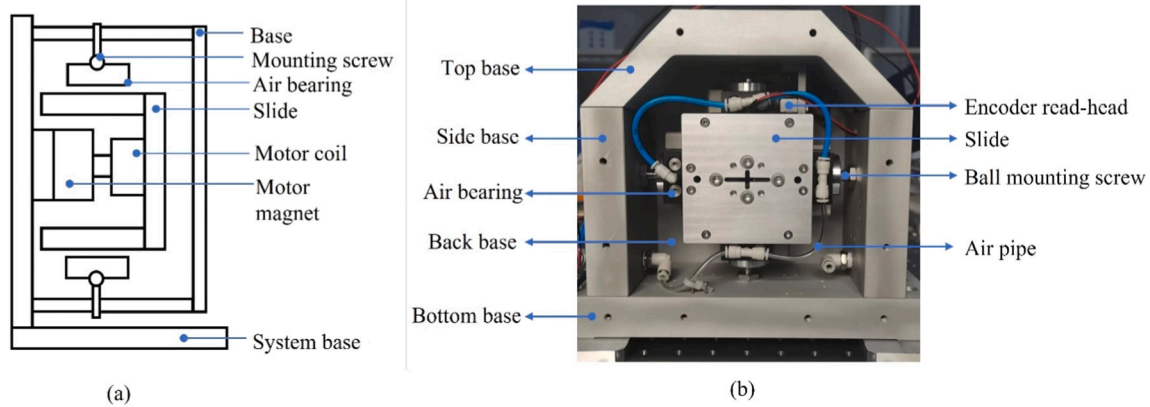 Base
Mounting screw
Air bearing
Slide
Motor coil
Motor
magnet
System base
(a)
Top base
Side base
Air bearing
Back base
Bottom base
Encoder read-head
Slide
Ball mounting screw
Air pipe
(b)